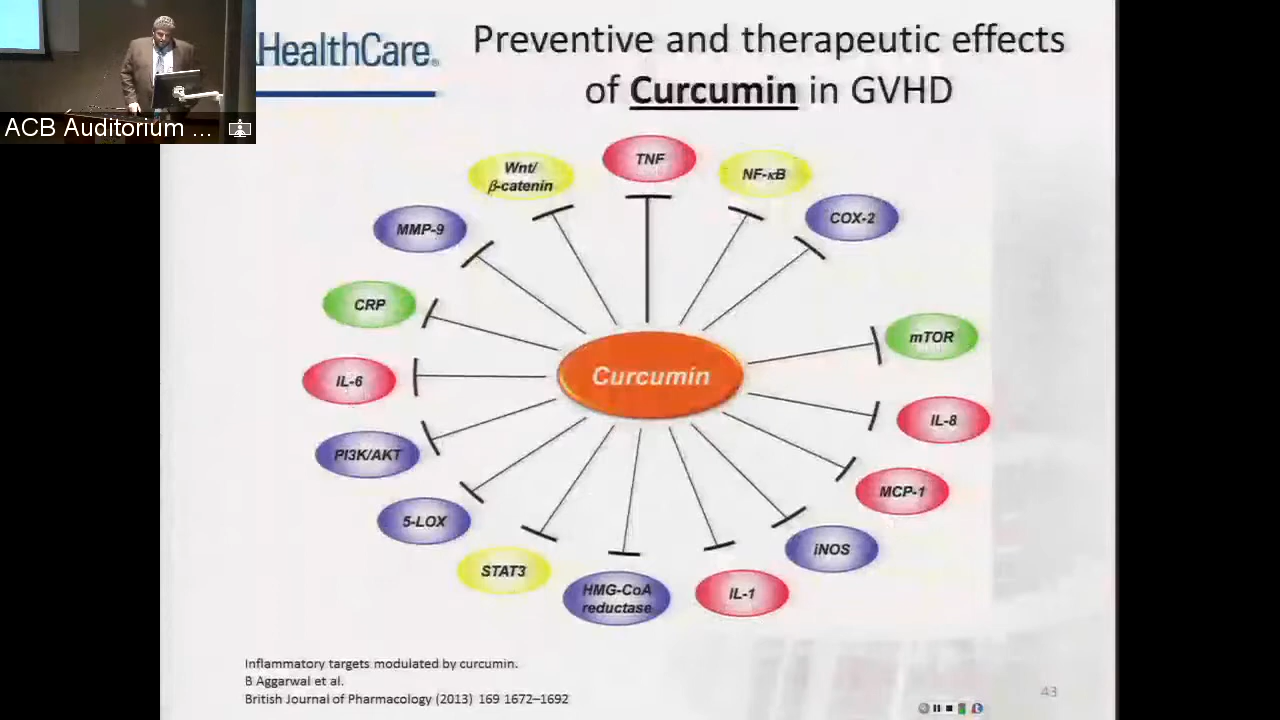 HealthCare®
Preventive and therapeutic effects
of Curcumin in GVHD
ACB Auditorium ...
TNF
Wnt/
β-catenin
NF-κB
COX-2
MMP-9
CRP
mTOR
Curcumin
IL-6
IL-8
PI3K/AKT
MCP-1
5-LOX
iNOS
STAT3
HMG-CoA
reductase
IL-1
Inflammatory targets modulated by curcumin.
B Aggarwal et al.
British Journal of Pharmacology (2013) 169 1672–1692
43